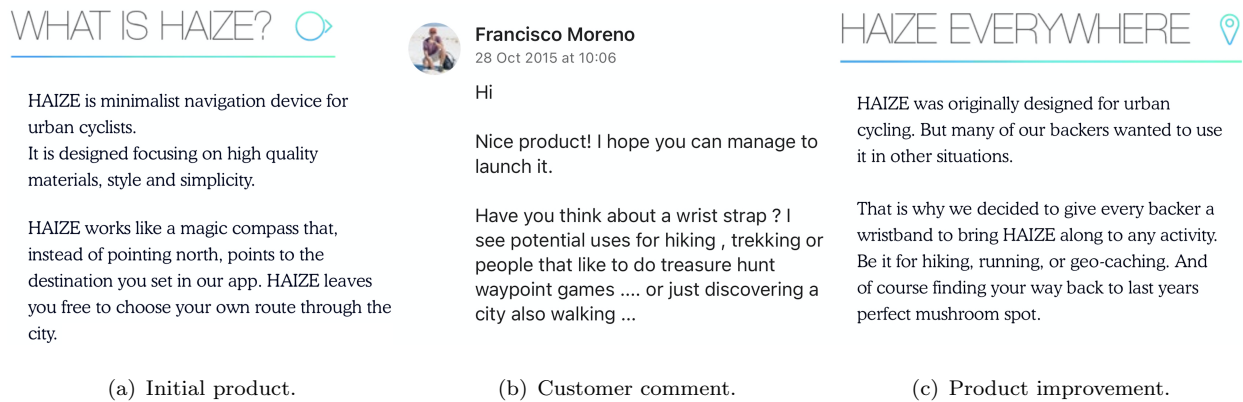 WHAT IS HAIZE?
HAIZE is minimalist navigation device for
urban cyclists.
It is designed focusing on high quality
materials, style and simplicity.
HAIZE works like a magic compass that,
instead of pointing north, points to the
destination you set in our app. HAIZE leaves
you free to choose your own route through the
city.
(a) Initial product.
Francisco Moreno
28 Oct 2015 at 10:06
Hi
Nice product! I hope you can manage to
launch it.
Have you think about a wrist strap ? I
see potential uses for hiking , trekking or
people that like to do treasure hunt
waypoint games .... or just discovering a
city also walking ...
(b) Customer comment.
HAIZE EVERYWHERE
HAIZE was originally designed for urban
cycling. But many of our backers wanted to use
it in other situations.
That is why we decided to give every backer a
wristband to bring HAIZE along to any activity.
Be it for hiking, running, or geo-caching. And
of course finding your way back to last years
perfect mushroom spot.
(c) Product improvement.